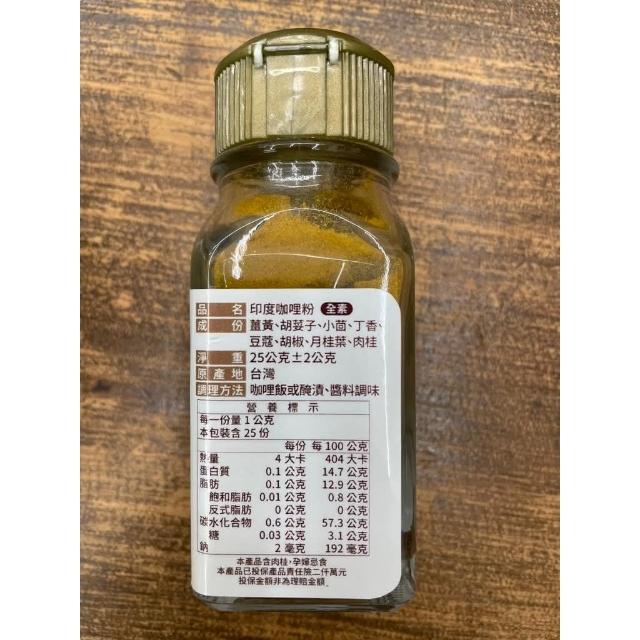 品名 印度咖哩粉 全素
成份 薑黃、胡荽子、小茴、丁香、
豆蔻、胡椒、月桂葉、肉桂
淨重 25公克±2公克
原產地 台灣
調理方法 咖哩飯或醃漬、醬料調味
營養標示
每一份量 1 公克
本包裝含 25 份
每份 每 100 公克
熱量 4 大卡 404 大卡
蛋白質 0.1 公克 14.7 公克
脂肪 0.1 公克 12.9 公克
飽和脂肪 0.01 公克 0.8 公克
反式脂肪 0 公克 0 公克
碳水化合物 0.6 公克 57.3 公克
糖 0.03 公克 3.1 公克
鈉 2 毫克 192 毫克
本產品含肉桂，孕婦忌食
本產品已投保產品責任險二仟萬元
投保金額非為理賠金額